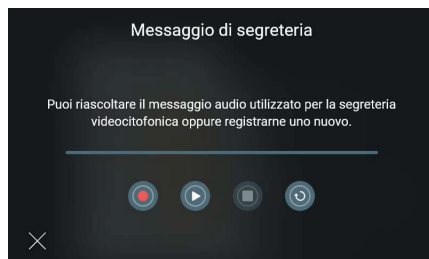 Messaggio di segreteria
Puoi riascoltare il messaggio audio utilizzato per la segreteria
videocitofonica oppure registrarne uno nuovo.